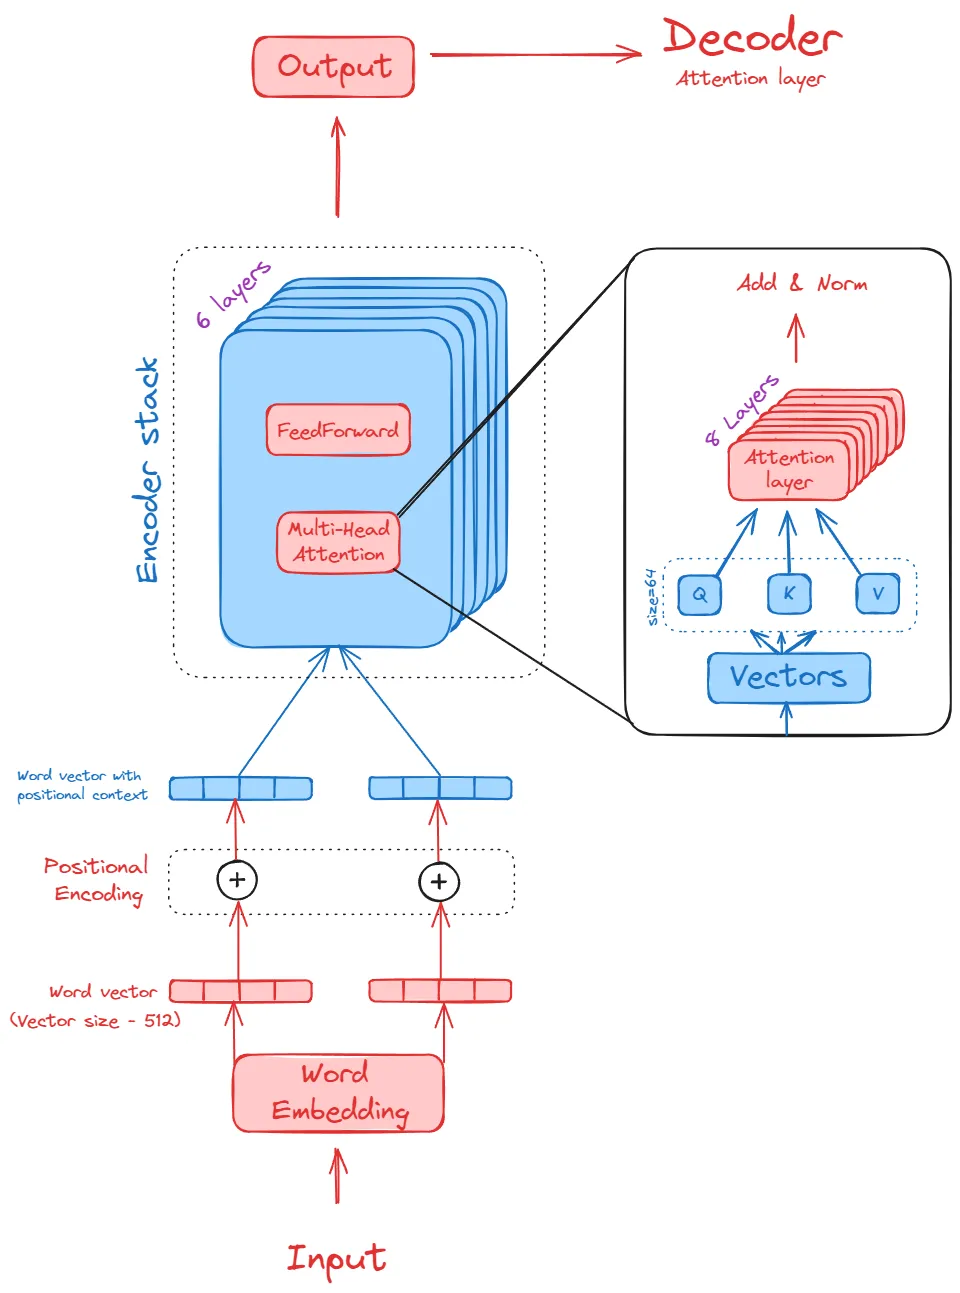 Output
Decoder
Attention layer
6 layers
Encoder stack
FeedForward
Multi-Head
Attention
Add & Norm
8 Layers
Attention
layer
size=64
Q
K
V
Vectors
Word vector with
positional context
Positional
Encoding
+
+
Word vector
(Vector size - 512)
Word
Embedding
Input